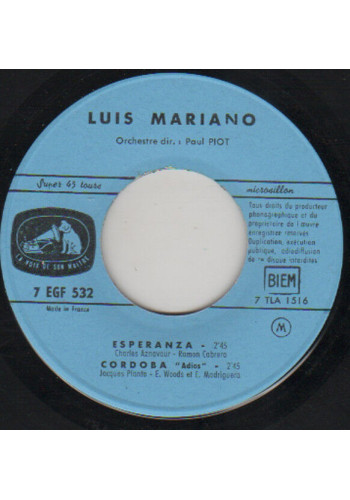 LUIS MARIANO
Orchestre dir. : Paul PIOT
Super 45 tours
microsillon
LA VOIX DE SON MAITRE
7 EGF 532
Made in France
Tous droits du producteur
phonographique et du
propriétaire de l'œuvre
enregistrée réservés
Duplication, exécution
publique, radiodiffusion
de ce disque interdites
BIEM
7 TLA 1516
M
ESPERANZA - 2'45
Charles Aznavour - Ramon Cabrera
CORDOBA "Adios" - 2'45
Jacques Plante - E. Woods et E. Madriguera